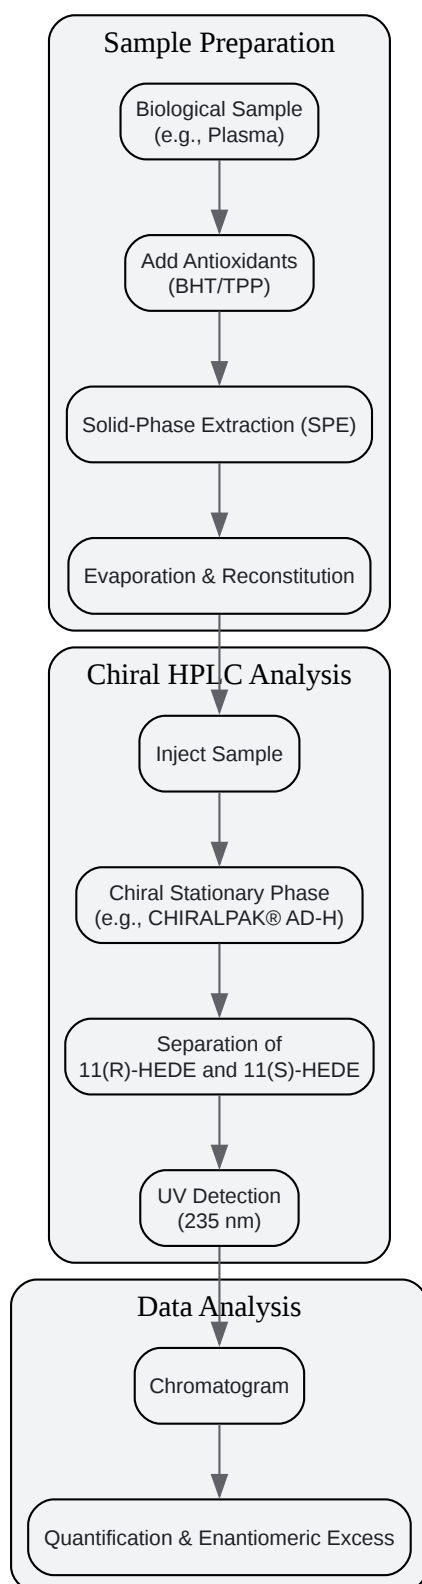 Sample Preparation
Biological Sample
(e.g., Plasma)
Add Antioxidants
(BHT/TPP)
Solid-Phase Extraction (SPE)
Evaporation & Reconstitution
Chiral HPLC Analysis
Inject Sample
Chiral Stationary Phase
(e.g., CHIRALPAK® AD-H)
Separation of
11(R)-HEDE and 11(S)-HEDE
UV Detection
(235 nm)
Data Analysis
Chromatogram
Quantification & Enantiomeric Excess